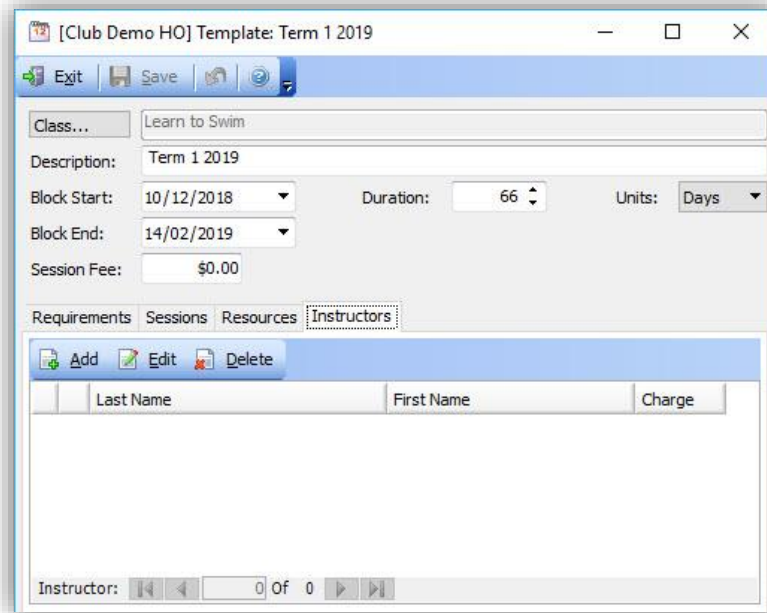 12
[Club Demo HO] Template: Term 1 2019
Exit Save
Class... Learn to Swim
Description: Term 1 2019
Block Start: 10/12/2018 Duration: 66 Units: Days
Block End: 14/02/2019
Session Fee: $0.00
Requirements Sessions Resources Instructors
Add Edit Delete
Last Name First Name Charge
Instructor: 0 Of 0